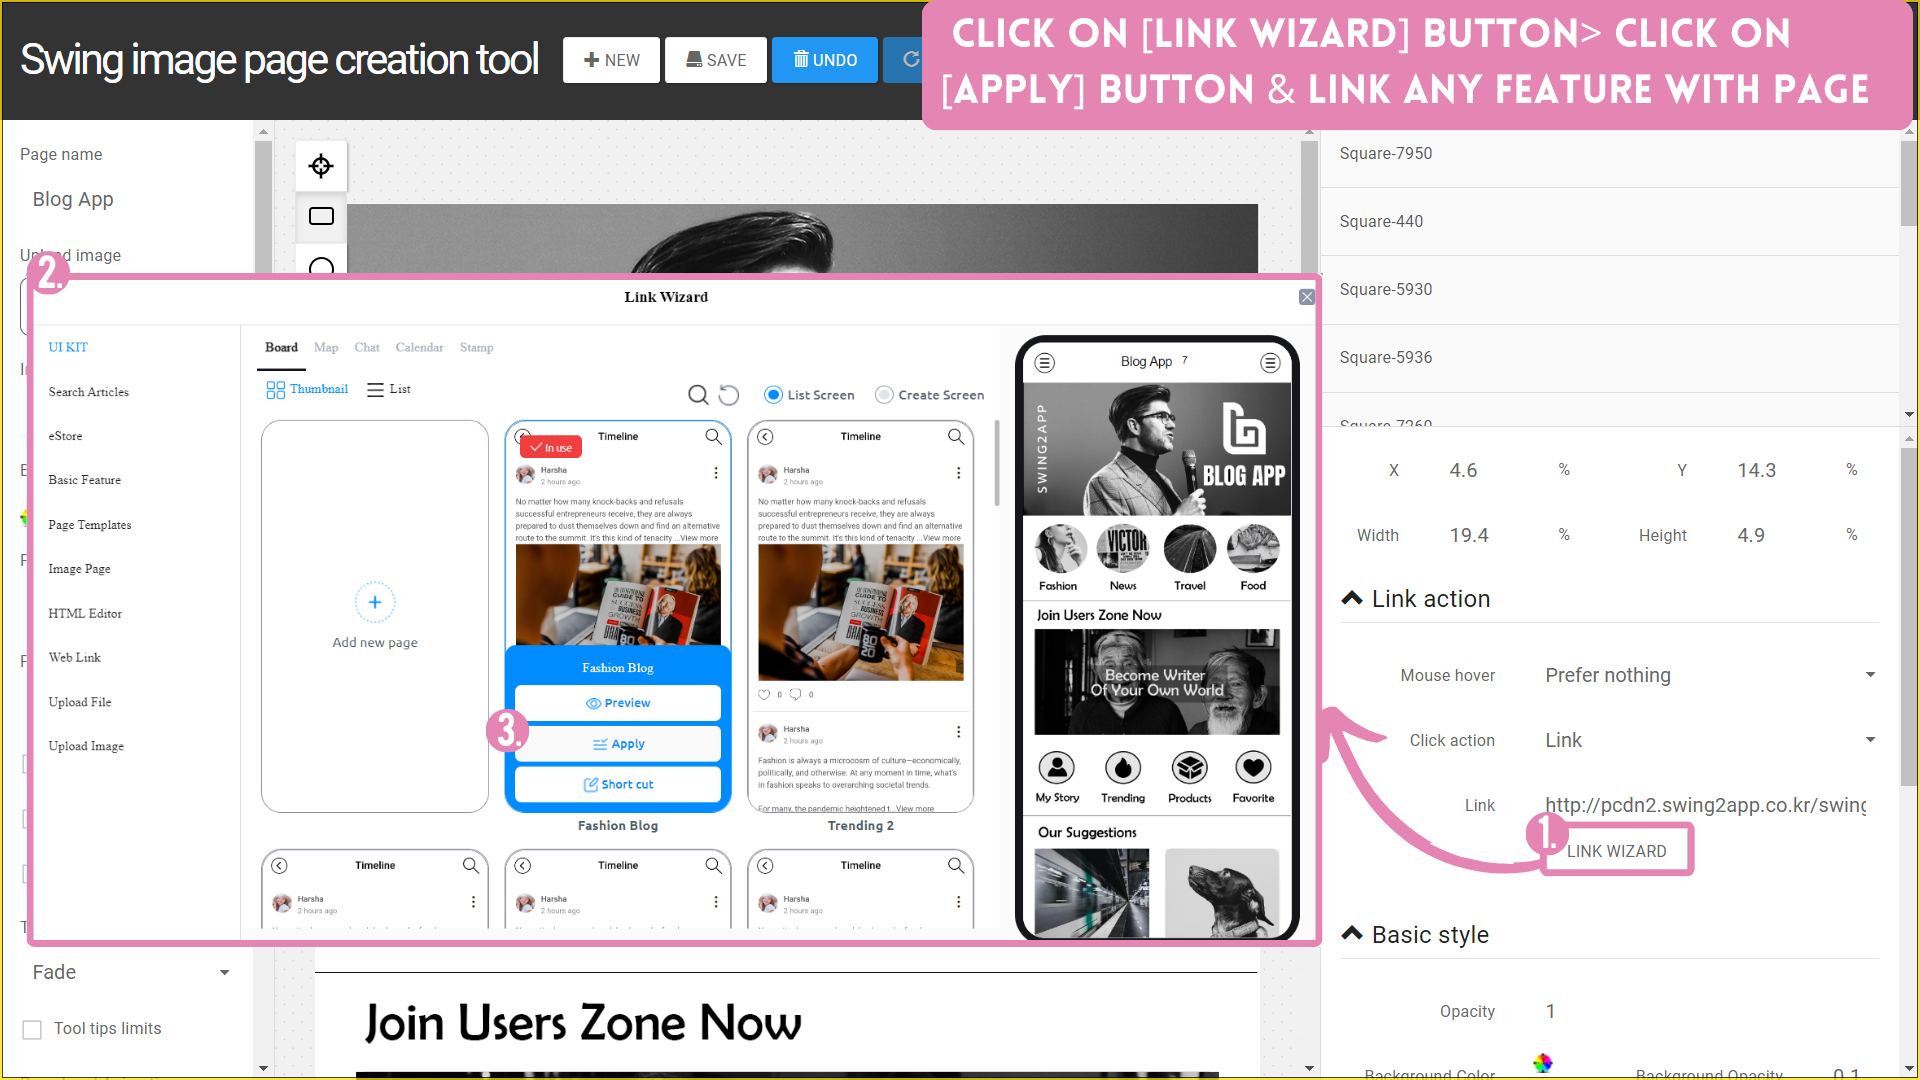 Swing image page creation tool
NEW
SAVE
UNDO
CLICK ON [LINK WIZARD] BUTTON> CLICK ON
[APPLY] BUTTON & LINK ANY FEATURE WITH PAGE
Page name
Blog App
image
2.
Link Wizard
UI KIT
Search Articles
eStore
Basic Feature
Page Templates
Image Page
HTML Editor
Web Link
Upload File
Upload Image
Board
Map
Chat
Calendar
Stamp
Thumbnail
List
List Screen
Create Screen
Add new page
Timeline
In use
Harsha
2 hours ago
No matter how many knock-backs and refusals
successful entrepreneurs receive, they are always
prepared to dust themselves down and find an alternative
route to the summit. It's this kind of tenacity ...View more
Fashion Blog
Preview
3.
Apply
Short cut
Fashion Blog
Timeline
Harsha
2 hours ago
No matter how many knock-backs and refusals
successful entrepreneurs receive, they are always
prepared to dust themselves down and find an alternative
route to the summit. It's this kind of tenacity ...View more
0
0
Harsha
2 hours ago
Fashion is always a microcosm of culture—economically,
politically, and otherwise. At any moment in time, what's
in fashion speaks to overarching societal trends.
For many, the pandemic heightened t...View more
Trending 2
Timeline
Harsha
2 hours ago
Timeline
Harsha
2 hours ago
Timeline
Harsha
2 hours ago
Blog App 7
SWING2APP
BLOG APP
VICTOR
Fashion
News
Travel
Food
Join Users Zone Now
Become Writer
Of Your Own World
My Story
Trending
Products
Favorite
Our Suggestions
Fade
Tool tips limits
Join Users Zone Now
Square-7950
Square-440
Square-5930
Square-5936
Square-7260
X 4.6 %
Y 14.3 %
Width 19.4 %
Height 4.9 %
Link action
Mouse hover
Prefer nothing
Click action
Link
Link
http://pcdn2.swing2app.co.kr/swing
1.
LINK WIZARD
Basic style
Opacity 1
Background Color
Background Opacity 0.1